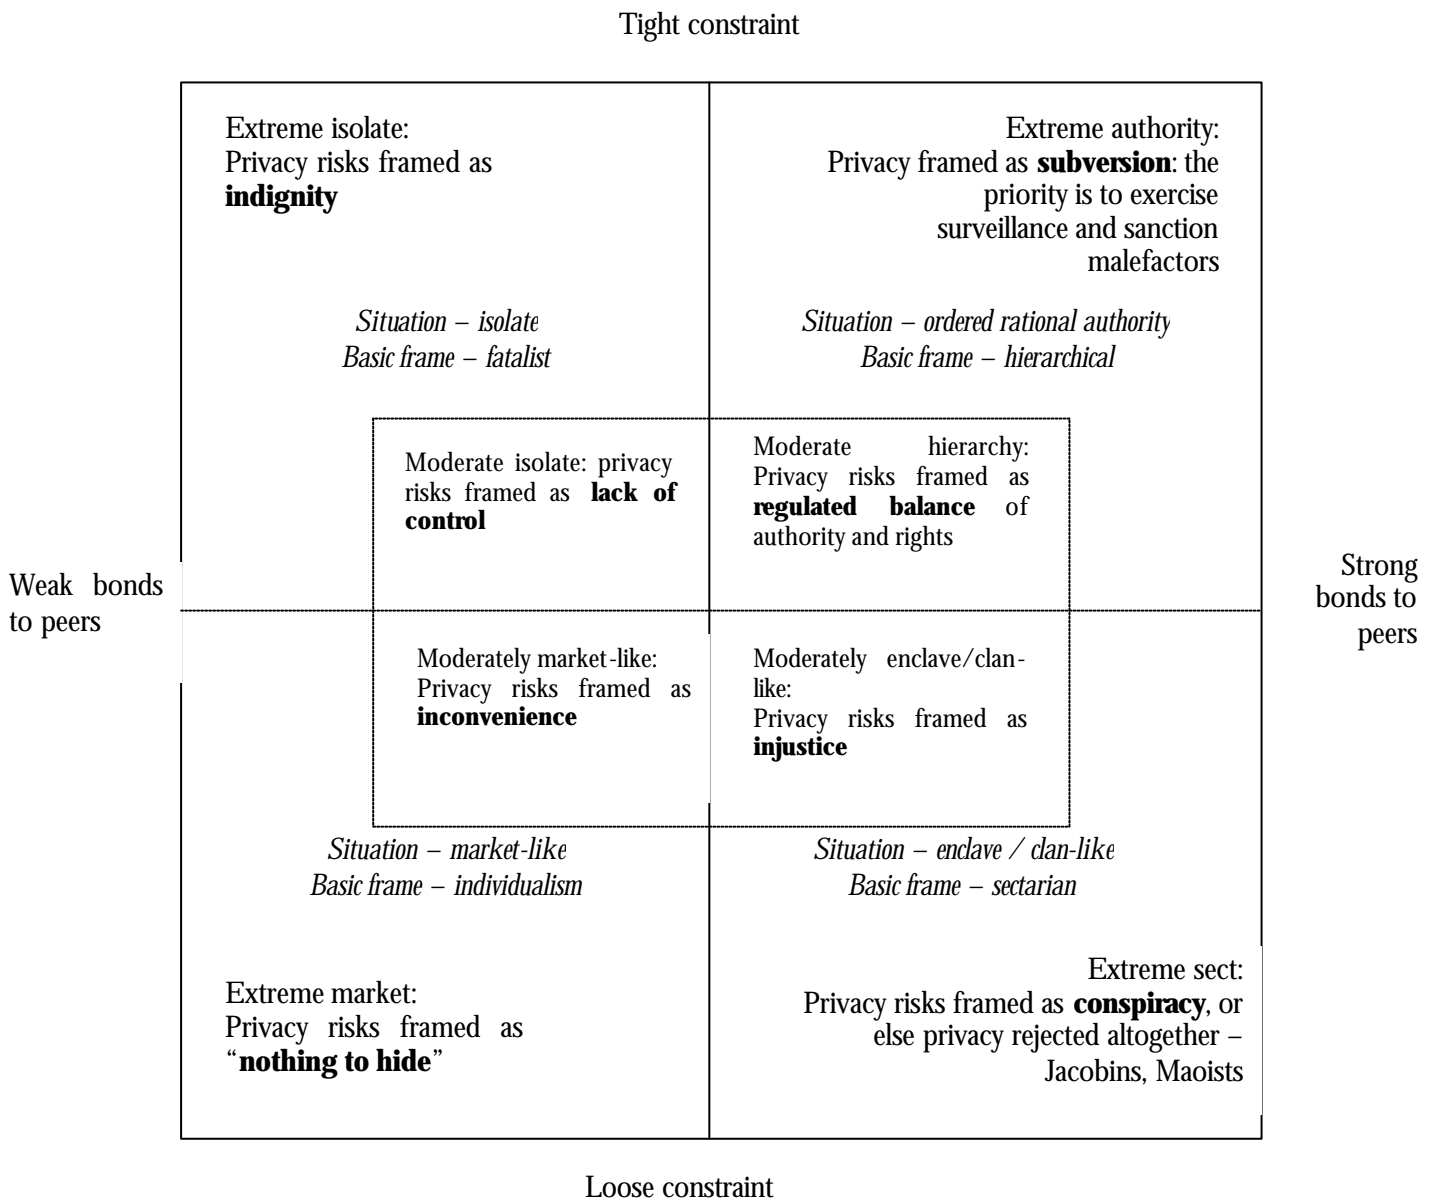 Tight constraint
Extreme isolate:
Privacy risks framed as
indignity
Extreme authority:
Privacy framed as subversion: the
priority is to exercise
surveillance and sanction
malefactors
Situation – isolate
Basic frame – fatalist
Situation – ordered rational authority
Basic frame – hierarchical
Moderate isolate: privacy
risks framed as lack of
control
Moderate hierarchy:
Privacy risks framed as
regulated balance of
authority and rights
Weak bonds
to peers
Strong
bonds to
peers
Moderately market-like:
Privacy risks framed as
inconvenience
Moderately enclave/clan-
like:
Privacy risks framed as
injustice
Situation – market-like
Basic frame – individualism
Situation – enclave / clan-like
Basic frame – sectarian
Extreme market:
Privacy risks framed as
“nothing to hide”
Extreme sect:
Privacy risks framed as conspiracy, or
else privacy rejected altogether –
Jacobins, Maoists
Loose constraint